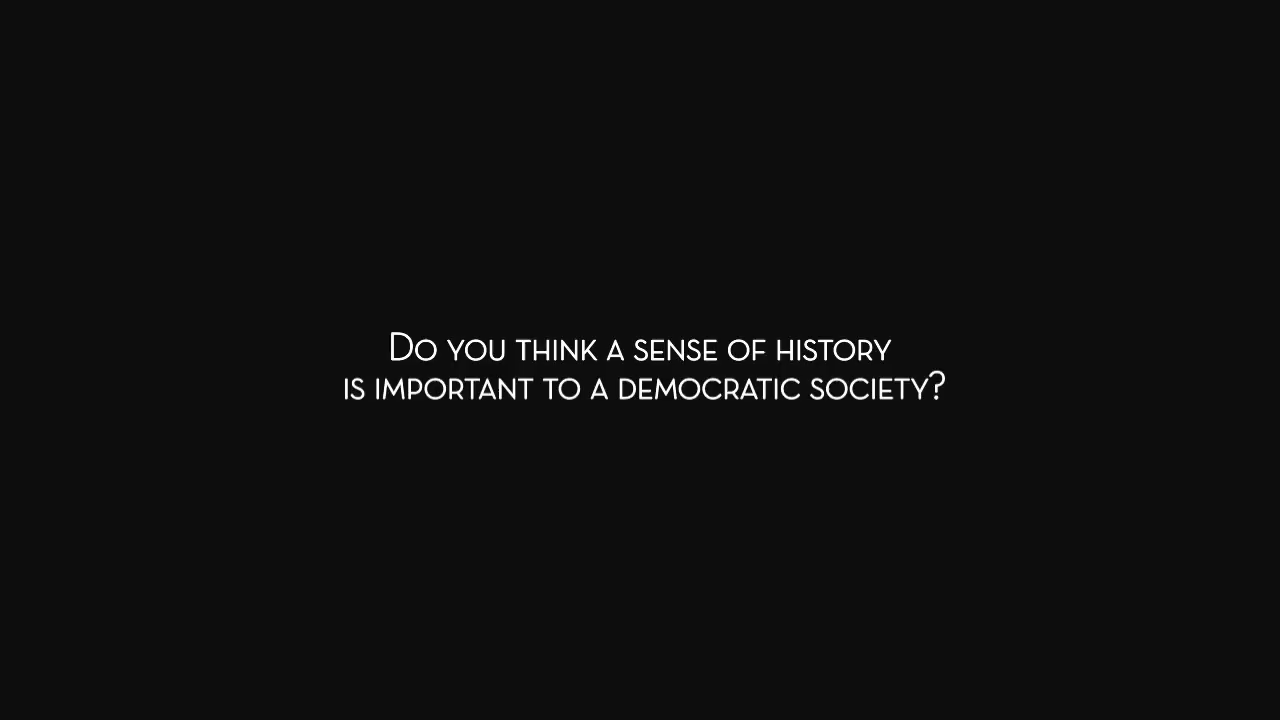 Do you think a sense of history
is important to a democratic society?